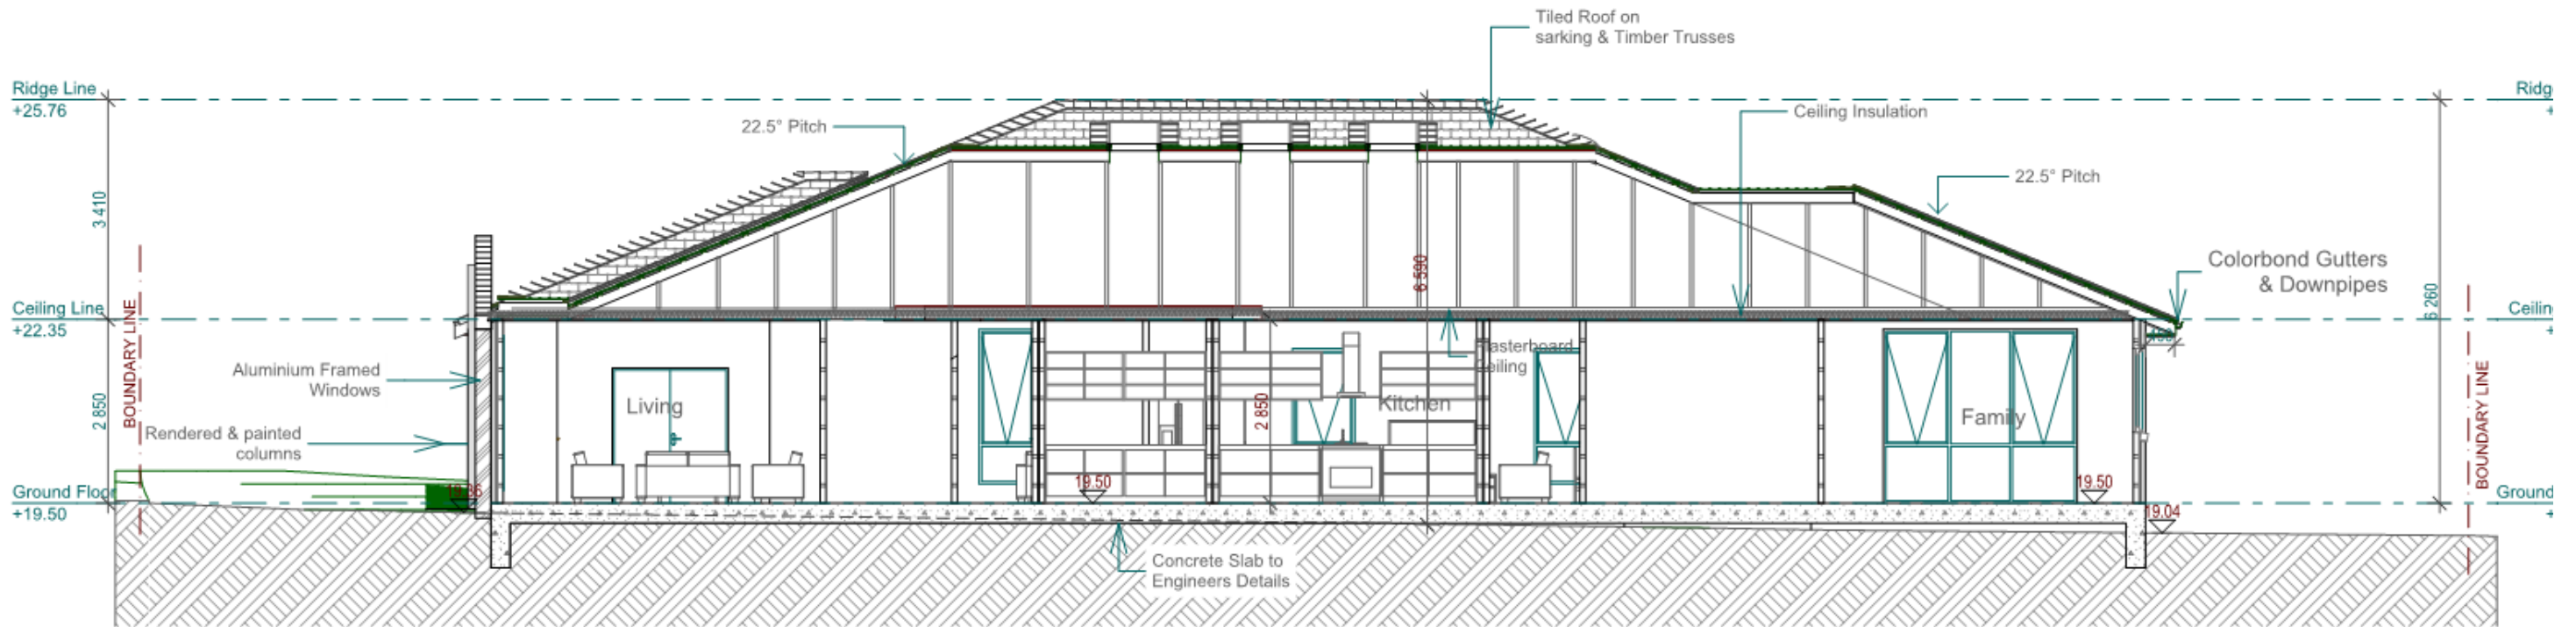 Tiled Roof on
sarking & Timber Trusses
Ridge Line
+25.76
Ridge
22.5° Pitch
Ceiling Insulation
22.5° Pitch
3 410
6 590
Colorbond Gutters
& Downpipes
6 260
Ceiling Line
+22.35
Ceiling
BOUNDARY LINE
Aluminium Framed
Windows
2 850
Living
2 850
Kitchen
Family
BOUNDARY LINE
Rendered & painted
columns
Ground Floor
+19.50
19.50
19.50
Ground
19.04
Concrete Slab to
Engineers Details